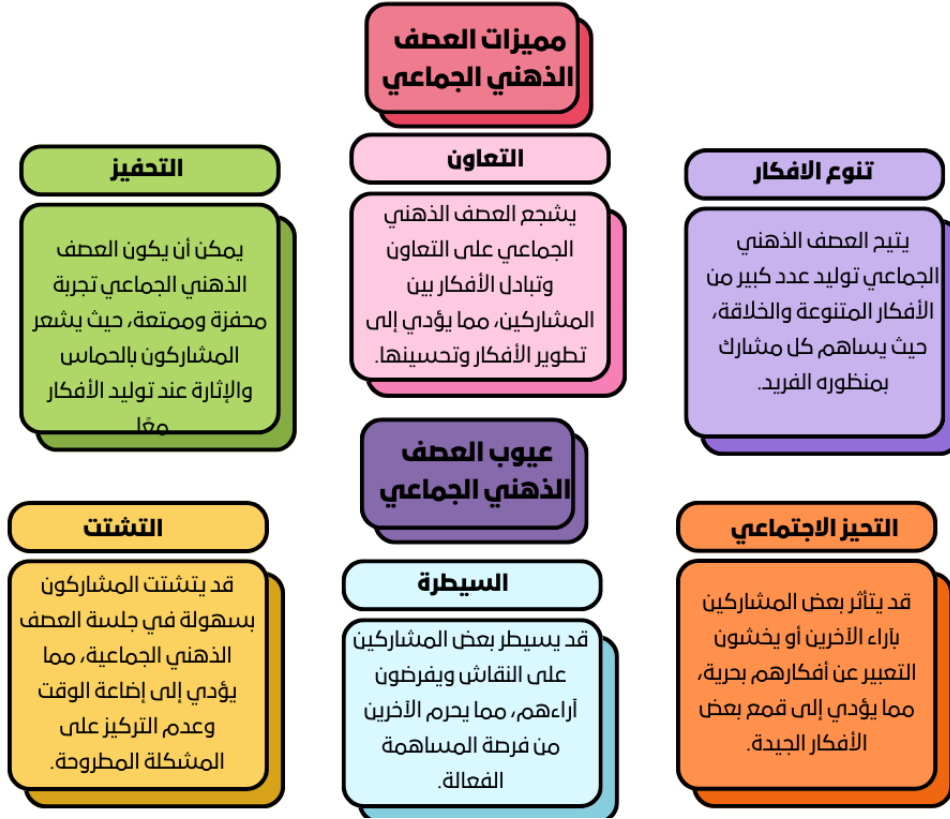 مميزات العصف
الذهني الجماعي
تنوع الافكار
يتيح العصف الذهني
الجماعي توليد عدد كبير من
الأفكار المتنوعة والخلاقة،
حيث يساهم كل مشارك
بمنظوره الفريد.
التعاون
يشجع العصف الذهني
الجماعي على التعاون
وتبادل الأفكار بين
المشاركين، مما يؤدي إلى
تطوير الأفكار وتحسينها.
التحفيز
يمكن أن يكون العصف
الذهني الجماعي تجربة
محفزة وممتعة، حيث يشعر
المشاركون بالحماس
والإثارة عند توليد الأفكار
معًا
عيوب العصف
الذهني الجماعي
التحيز الاجتماعي
قد يتأثر بعض المشاركين
بآراء الآخرين أو يخشون
التعبير عن أفكارهم بحرية،
مما يؤدي إلى قمع بعض
الأفكار الجيدة.
السيطرة
قد يسيطر بعض المشاركين
على النقاش ويفرضون
آراءهم، مما يحرم الآخرين
من فرصة المساهمة
الفعالة.
التشتت
قد يتشتت المشاركون
بسهولة في جلسة العصف
الذهني الجماعية، مما
يؤدي إلى إضاعة الوقت
وعدم التركيز على
المشكلة المطروحة.